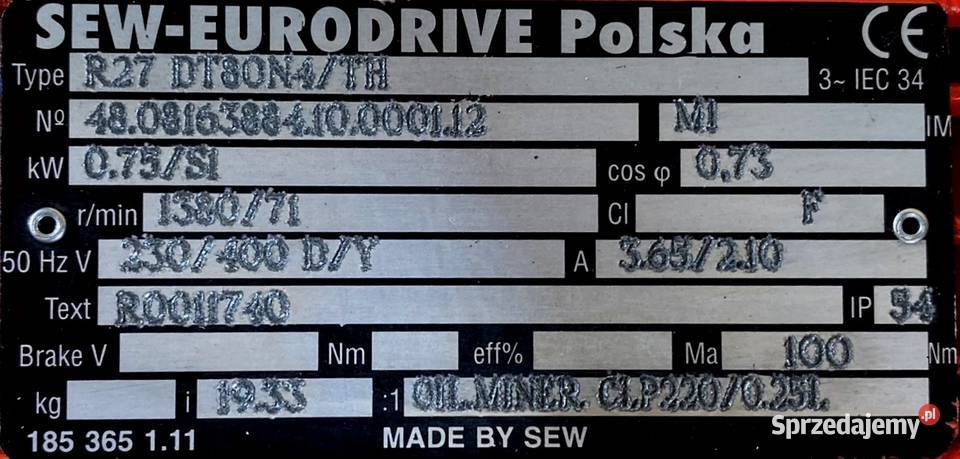 SEW-EURODRIVE Polska CE
Type R27 DT80N4/TH 3~ IEC 34
Nº 48.0816388410.0001.12 M1 IM
kW 0.75/S1 cos φ 0,73
r/min 1380/71 Cl F
50 Hz V 230/400 D/Y A 3.65/2.10
Text R0011740 IP 54
Brake V Nm eff% Ma 100 Nm
kg i 19.33 :1 OIL.MINER. CLP220/0.25L
185 365 1.11 MADE BY SEW
Sprzedajemy.pl